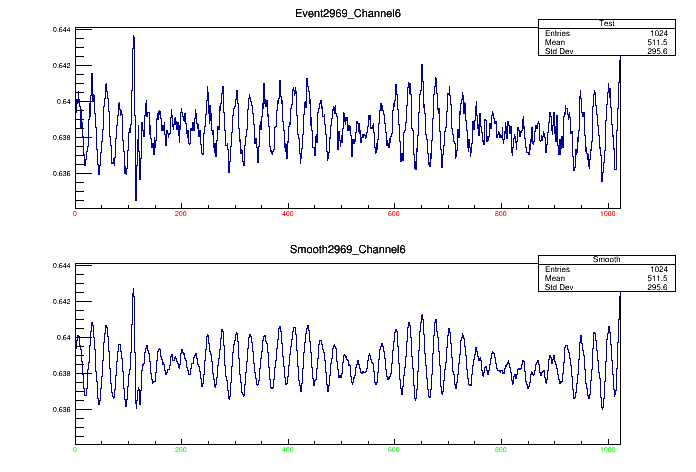 Event2969_Channel6
Test
Entries 1024
Mean 511.5
Std Dev 295.6
0.644
0.642
0.64
0.638
0.636
0 200 400 600 800 1000
Smooth2969_Channel6
Smooth
Entries 1024
Mean 511.5
Std Dev 295.6
0.644
0.642
0.64
0.638
0.636
0 200 400 600 800 1000